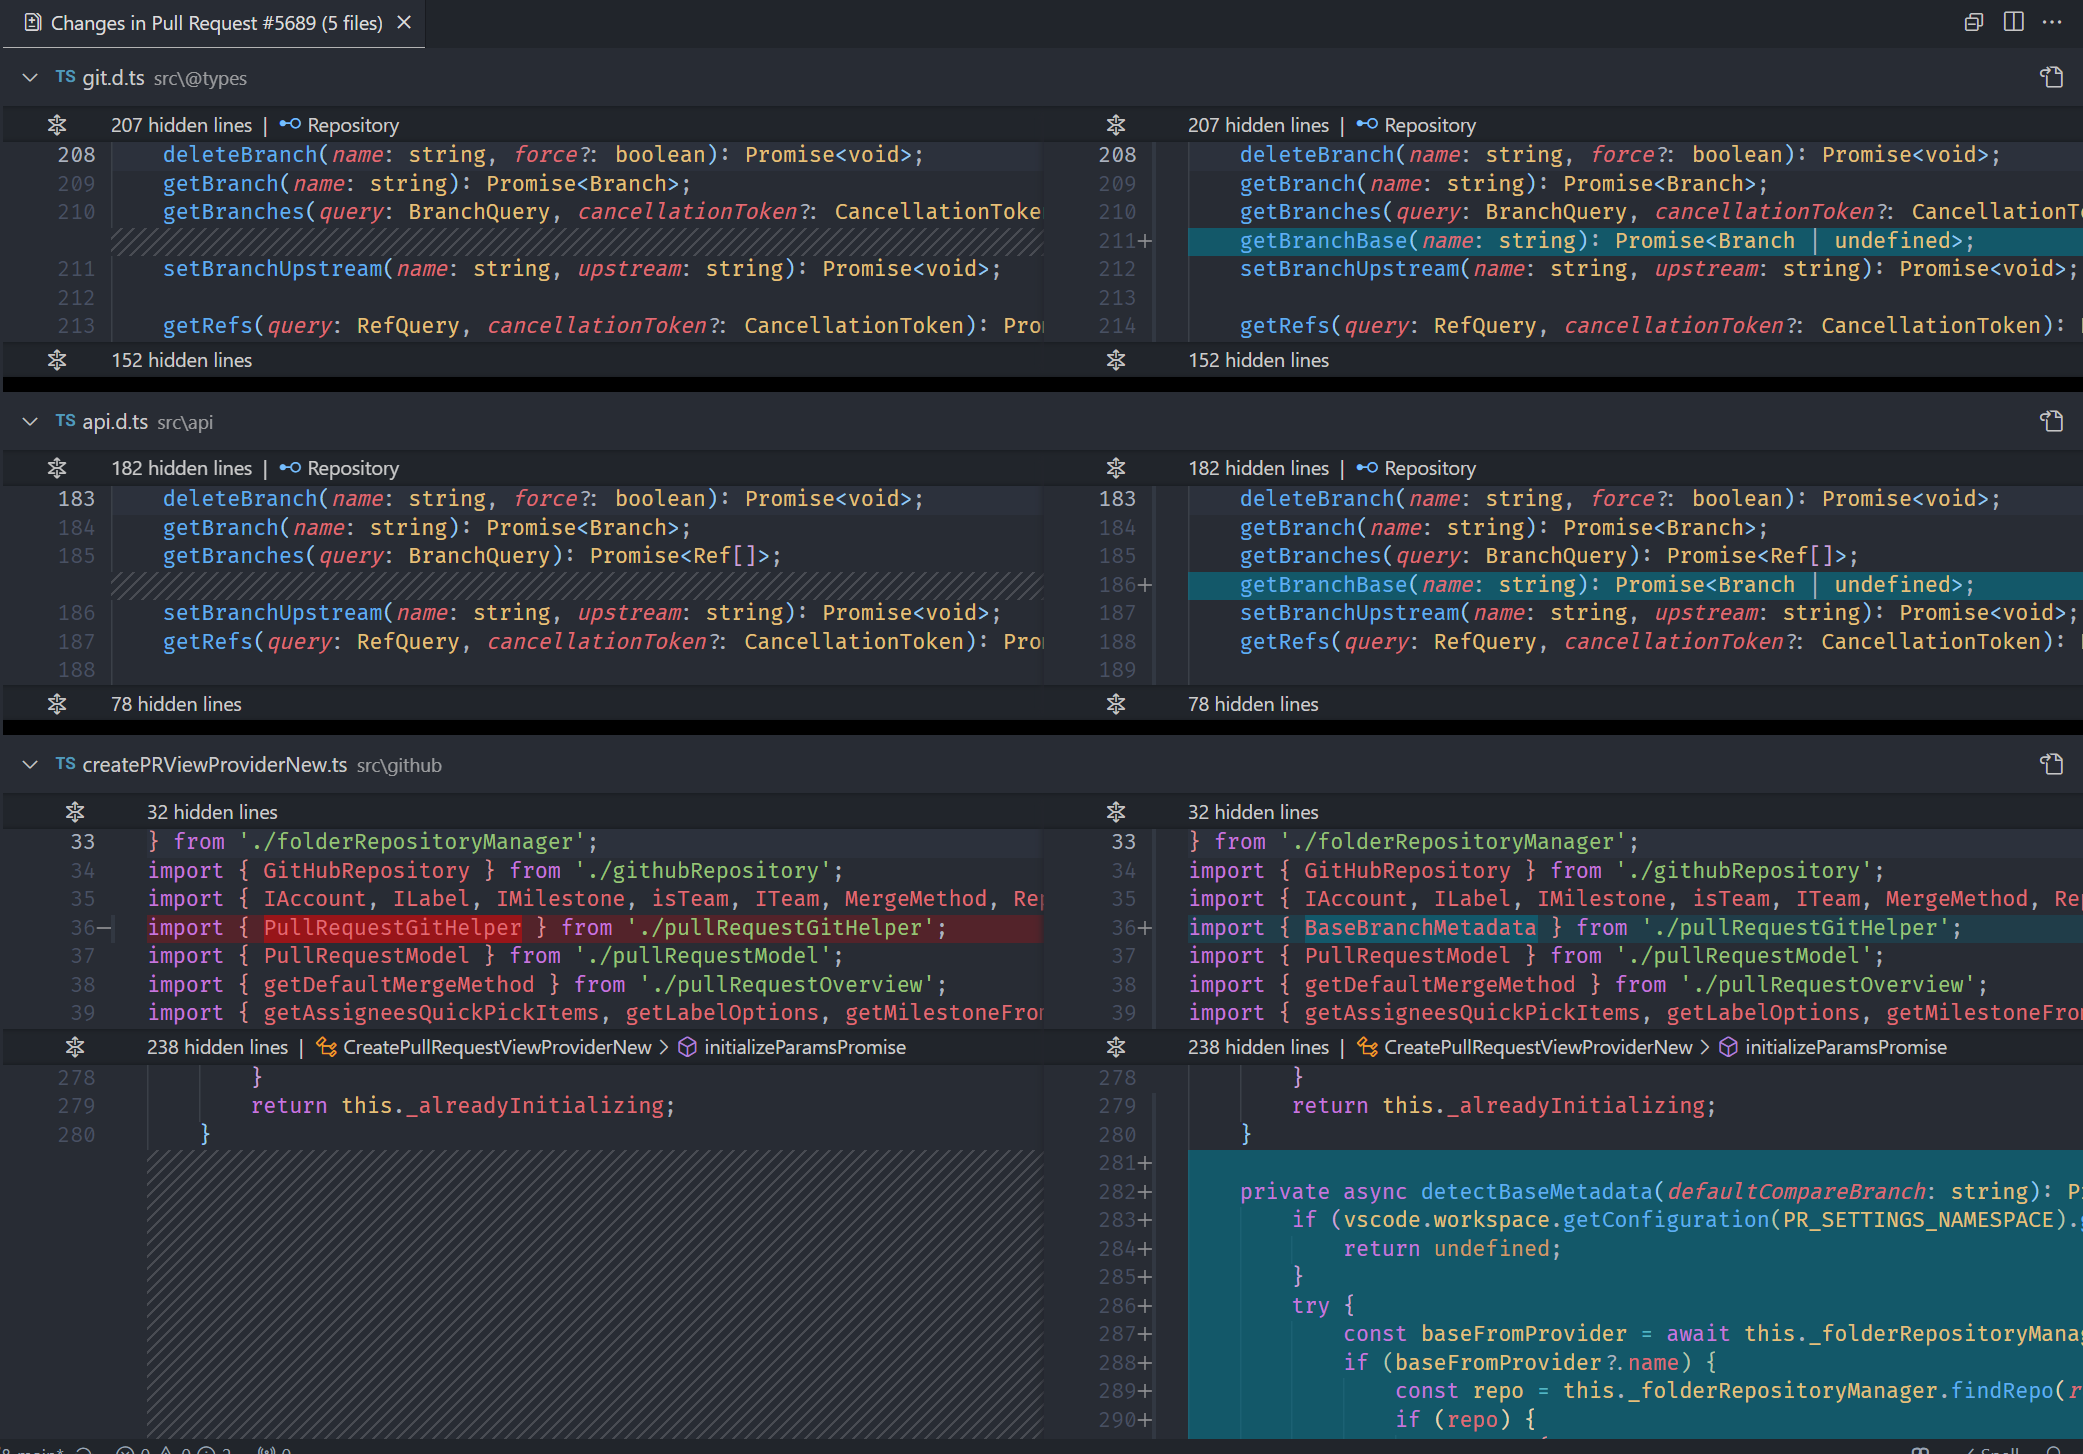 Changes in Pull Request #5689 (5 files)
TS git.d.ts src\@types
207 hidden lines | Repository
208 deleteBranch(name: string, force?: boolean): Promise<void>;
209 getBranch(name: string): Promise<Branch>;
210 getBranches(query: BranchQuery, cancellationToken?: CancellationToke
211 setBranchUpstream(name: string, upstream: string): Promise<void>;
212
213 getRefs(query: RefQuery, cancellationToken?: CancellationToken): Pro
152 hidden lines
207 hidden lines | Repository
208 deleteBranch(name: string, force?: boolean): Promise<void>;
209 getBranch(name: string): Promise<Branch>;
210 getBranches(query: BranchQuery, cancellationToken?: CancellationT
211+ getBranchBase(name: string): Promise<Branch | undefined>;
212 setBranchUpstream(name: string, upstream: string): Promise<void>;
213
214 getRefs(query: RefQuery, cancellationToken?: CancellationToken):
152 hidden lines
TS api.d.ts src\api
182 hidden lines | Repository
183 deleteBranch(name: string, force?: boolean): Promise<void>;
184 getBranch(name: string): Promise<Branch>;
185 getBranches(query: BranchQuery): Promise<Ref[]>;
186 setBranchUpstream(name: string, upstream: string): Promise<void>;
187 getRefs(query: RefQuery, cancellationToken?: CancellationToken): Pro
188
78 hidden lines
182 hidden lines | Repository
183 deleteBranch(name: string, force?: boolean): Promise<void>;
184 getBranch(name: string): Promise<Branch>;
185 getBranches(query: BranchQuery): Promise<Ref[]>;
186+ getBranchBase(name: string): Promise<Branch | undefined>;
187 setBranchUpstream(name: string, upstream: string): Promise<void>;
188 getRefs(query: RefQuery, cancellationToken?: CancellationToken):
189
78 hidden lines
TS createPRViewProviderNew.ts src\github
32 hidden lines
33 } from './folderRepositoryManager';
34 import { GitHubRepository } from './githubRepository';
35 import { IAccount, ILabel, IMilestone, isTeam, ITeam, MergeMethod, Rep
36— import { PullRequestGitHelper } from './pullRequestGitHelper';
37 import { PullRequestModel } from './pullRequestModel';
38 import { getDefaultMergeMethod } from './pullRequestOverview';
39 import { getAssigneesQuickPickItems, getLabelOptions, getMilestoneFrom
238 hidden lines | CreatePullRequestViewProviderNew > initializeParamsPromise
278 }
279 return this._alreadyInitializing;
280 }
32 hidden lines
33 } from './folderRepositoryManager';
34 import { GitHubRepository } from './githubRepository';
35 import { IAccount, ILabel, IMilestone, isTeam, ITeam, MergeMethod, Re
36+ import { BaseBranchMetadata } from './pullRequestGitHelper';
37 import { PullRequestModel } from './pullRequestModel';
38 import { getDefaultMergeMethod } from './pullRequestOverview';
39 import { getAssigneesQuickPickItems, getLabelOptions, getMilestoneFro
238 hidden lines | CreatePullRequestViewProviderNew > initializeParamsPromise
278 }
279 return this._alreadyInitializing;
280 }
281+
282+ private async detectBaseMetadata(defaultCompareBranch: string): P
283+ if (vscode.workspace.getConfiguration(PR_SETTINGS_NAMESPACE).
284+ return undefined;
285+ }
286+ try {
287+ const baseFromProvider = await this._folderRepositoryMana
288+ if (baseFromProvider?.name) {
289+ const repo = this._folderRepositoryManager.findRepo(r
290+ if (repo) {